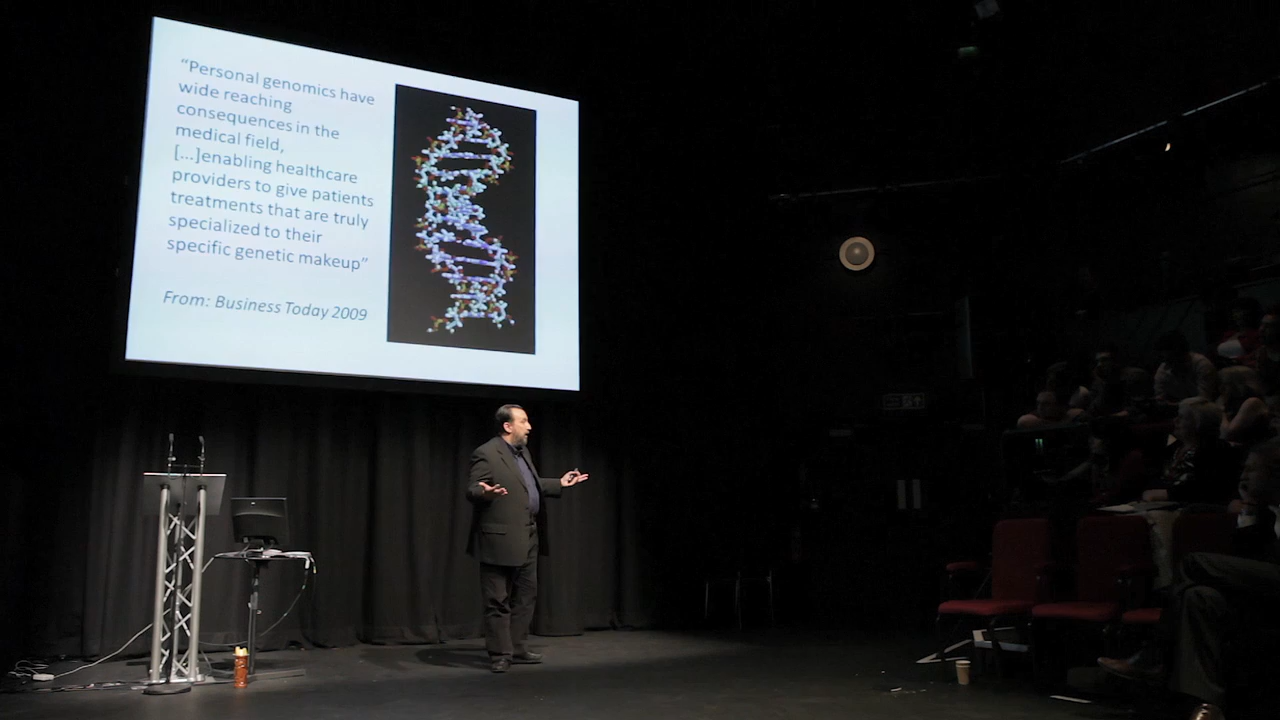 “Personal genomics have
wide reaching
consequences in the
medical field,
[...]enabling healthcare
providers to give patients
treatments that are truly
specialized to their
specific genetic makeup”
From: Business Today 2009